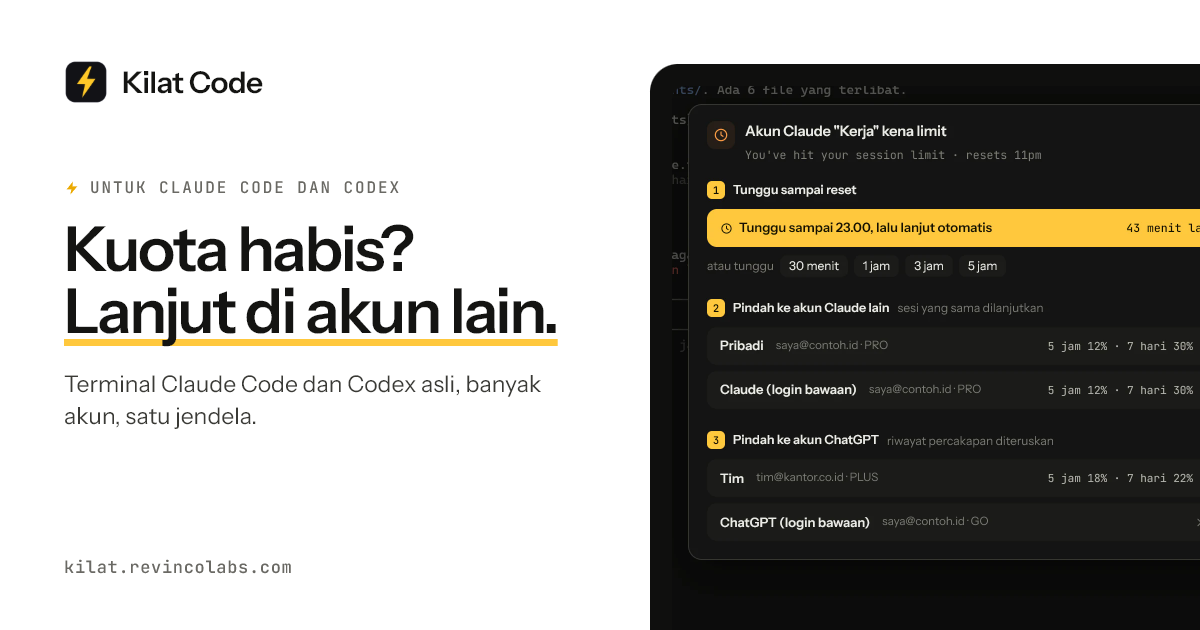 Kilat Code
UNTUK CLAUDE CODE DAN CODEX
Kuota habis?
Lanjut di akun lain.
Terminal Claude Code dan Codex asli, banyak
akun, satu jendela.
kilat.revincolabs.com
ts/. Ada 6 file yang terlibat.
Akun Claude "Kerja" kena limit
You've hit your session limit · resets 11pm
1 Tunggu sampai reset
Tunggu sampai 23.00, lalu lanjut otomatis 43 menit la
atau tunggu 30 menit 1 jam 3 jam 5 jam
2 Pindah ke akun Claude lain sesi yang sama dilanjutkan
Pribadi saya@contoh.id · PRO 5 jam 12% · 7 hari 30%
Claude (login bawaan) saya@contoh.id · PRO 5 jam 12% · 7 hari 30%
3 Pindah ke akun ChatGPT riwayat percakapan diteruskan
Tim tim@kantor.co.id · PLUS 5 jam 18% · 7 hari 22%
ChatGPT (login bawaan) saya@contoh.id · GO